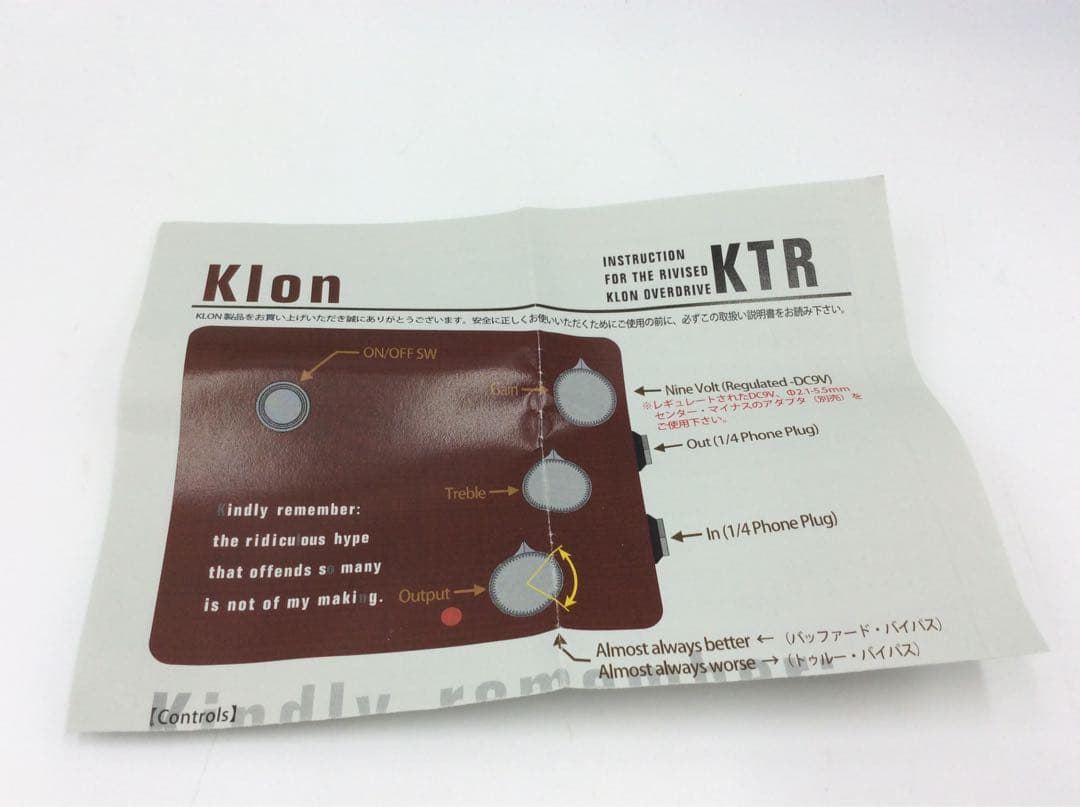 Klon
INSTRUCTION
FOR THE RIVISED
KLON OVERDRIVE
KTR
KLON 製品をお買い上げいただき誠にありがとうございます。安全に正しくお使いいただくためにご使用の前に、必ずこの取扱い説明書をお読み下さい。
ON/OFF SW
Gain
Nine Volt (Regulated -DC9V)
※レギュレートされたDC9V、Φ2.1-5.5mm
センター・マイナスのアダプタ（別売）を
ご使用下さい。
Out (1/4 Phone Plug)
Treble
In (1/4 Phone Plug)
Kindly remember:
the ridiculous hype
that offends so many
is not of my making.
Output
Almost always better ← （バッファード・バイパス）
Almost always worse → （トゥルー・バイパス）
Kindly remember:
【Controls】